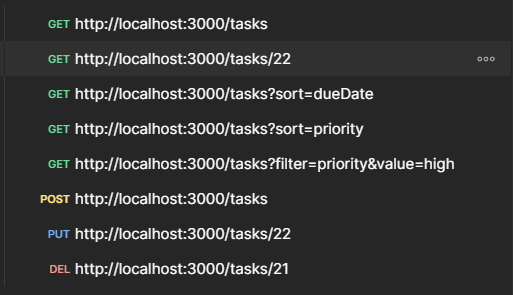 GET http://localhost:3000/tasks
GET http://localhost:3000/tasks/22
GET http://localhost:3000/tasks?sort=dueDate
GET http://localhost:3000/tasks?sort=priority
GET http://localhost:3000/tasks?filter=priority&value=high
POST http://localhost:3000/tasks
PUT http://localhost:3000/tasks/22
DEL http://localhost:3000/tasks/21